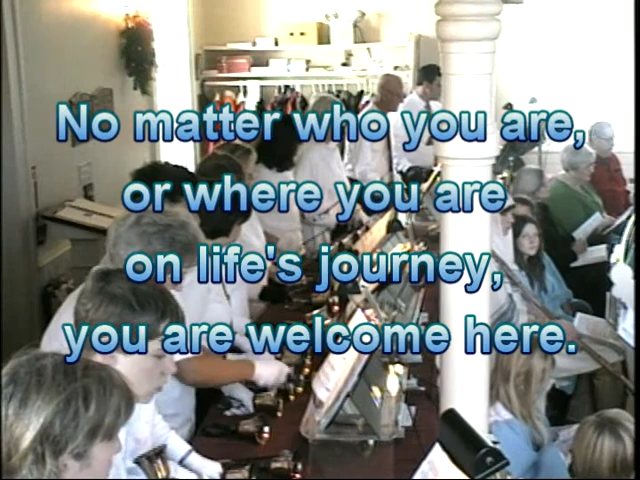 No matter who you are,
or where you are
on life's journey,
you are welcome here.